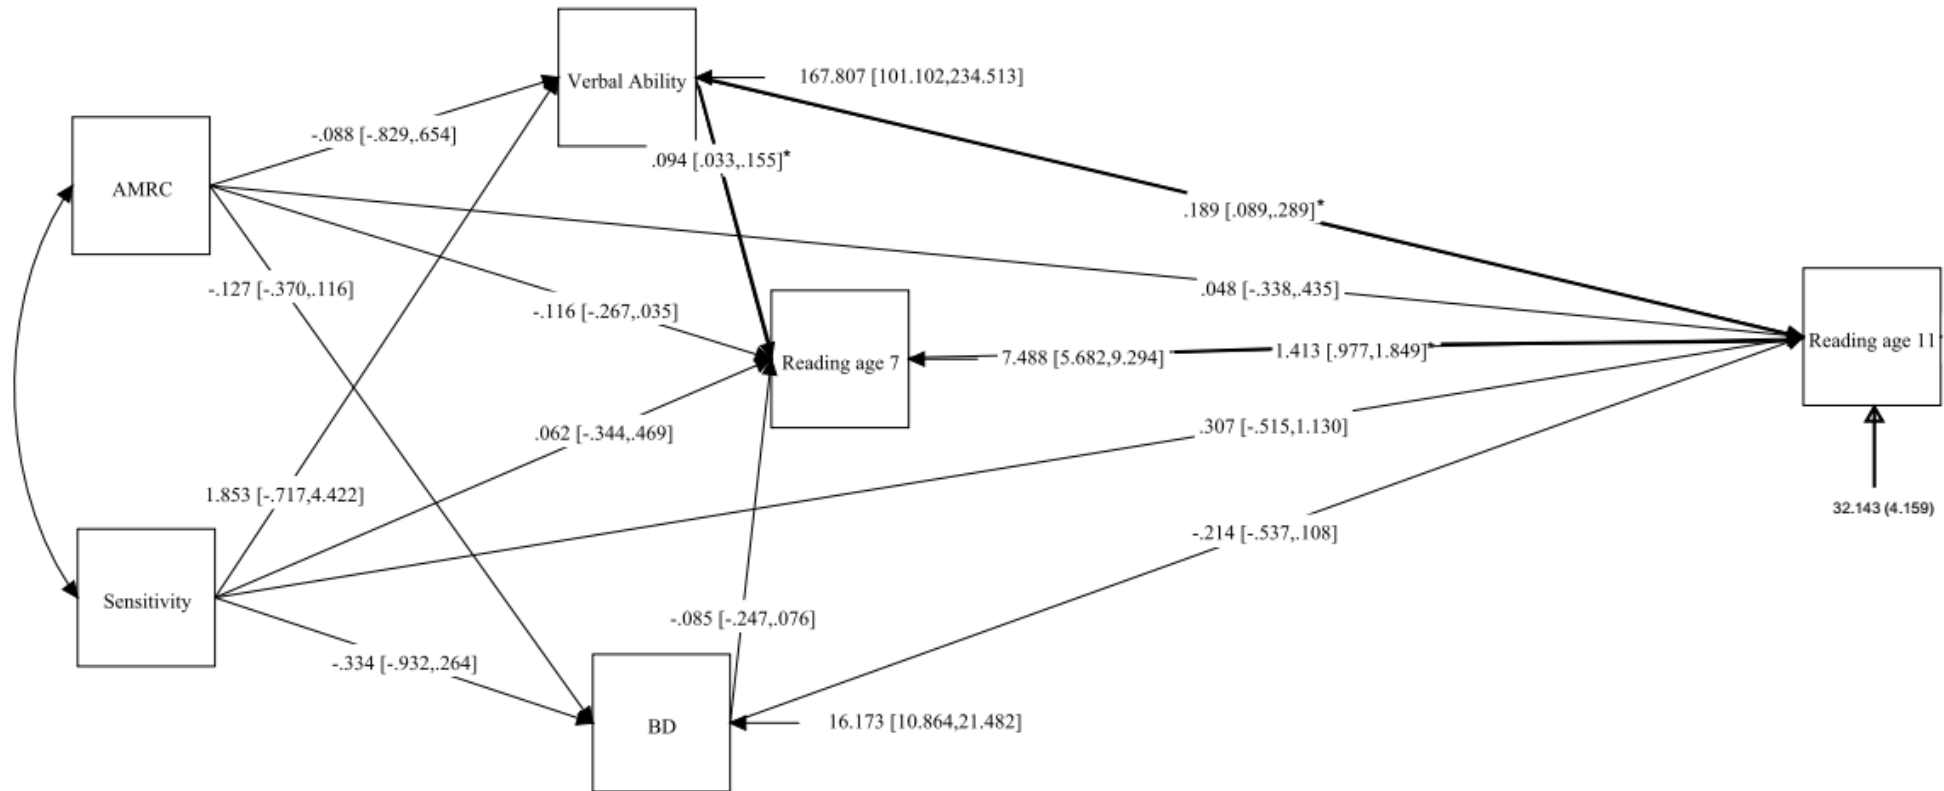 Verbal Ability
167.807 [101.102,234.513]
-.088 [-.829,.654]
.094 [.033,.155]*
AMRC
.189 [.089,.289]*
-.127 [-.370,.116]
.048 [-.338,.435]
-.116 [-.267,.035]
Reading age 11
Reading age 7
7.488 [5.682,9.294]
1.413 [.977,1.849]*
.062 [-.344,.469]
.307 [-.515,1.130]
1.853 [-.717,4.422]
32.143 (4.159)
-.214 [-.537,.108]
Sensitivity
-.085 [-.247,.076]
-.334 [-.932,.264]
BD
16.173 [10.864,21.482]